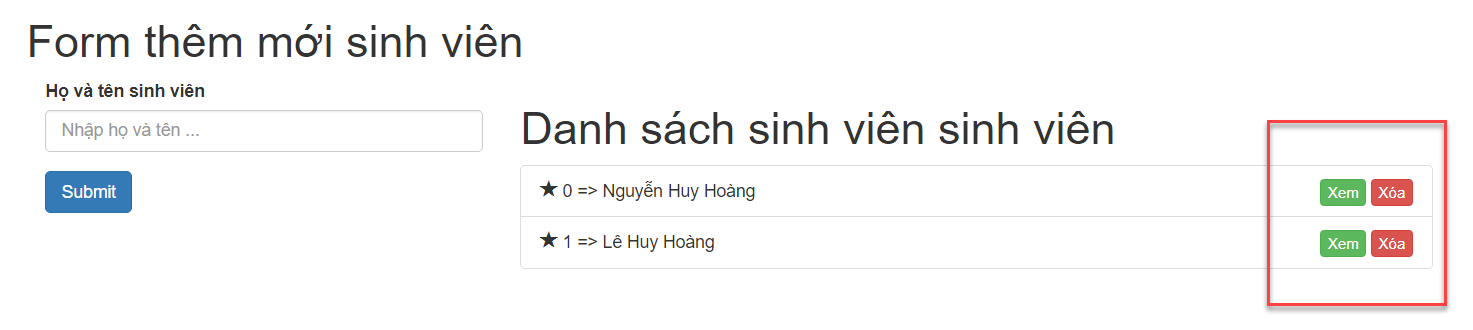 Form thêm mới sinh viên
Họ và tên sinh viên
Nhập họ và tên ...
Submit
Danh sách sinh viên sinh viên
★ 0 => Nguyễn Huy Hoàng Xem Xóa
★ 1 => Lê Huy Hoàng Xem Xóa